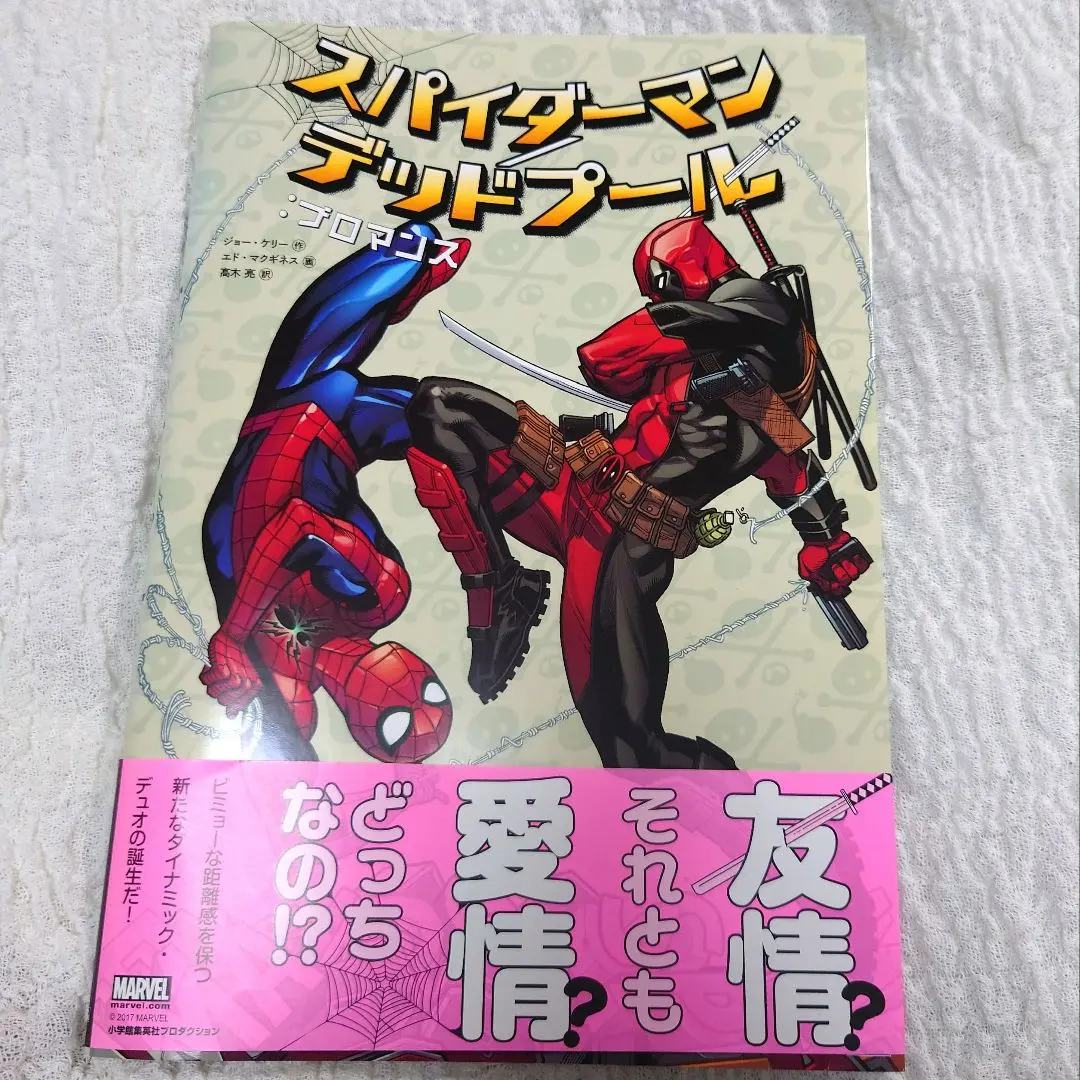 スパイダーマン
/
デッドプール
:ブロマンス
ジョー・ケリー 作
エド・マクギネス 画
高木 亮 訳
友情?
それとも
愛情?
どっち
なの!?
ビミョーな距離感を保つ
新たなダイナミック・
デュオの誕生だ!
MARVEL
marvel.com
© 2017 MARVEL
小学館集英社プロダクション